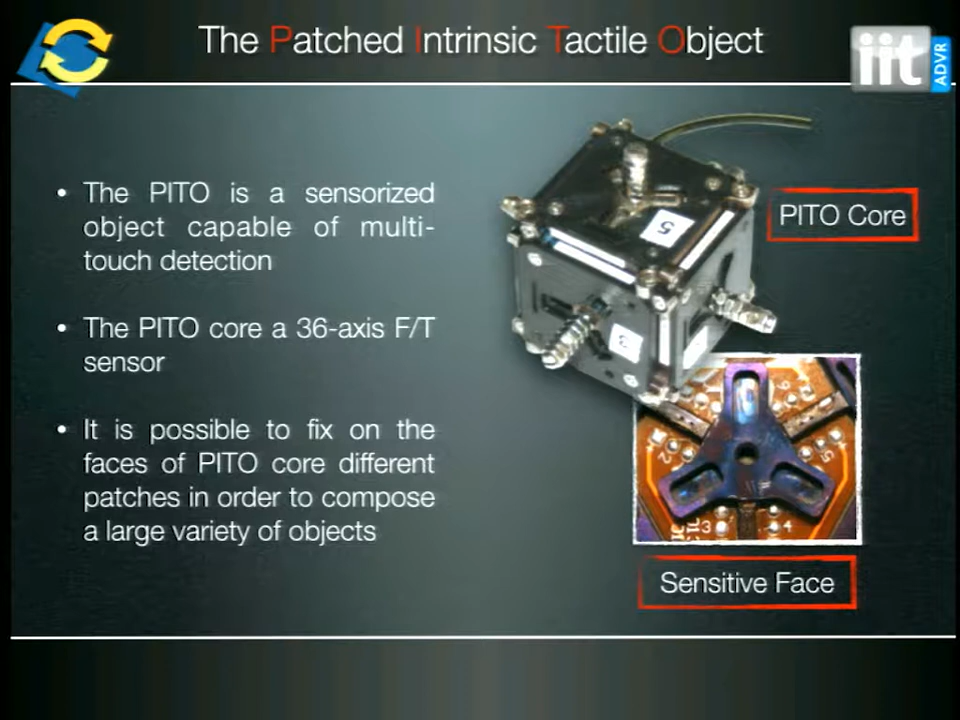 The Patched Intrinsic Tactile Object
iit
ADVR
• The PITO is a sensorized
object capable of multi-
touch detection
• The PITO core a 36-axis F/T
sensor
• It is possible to fix on the
faces of PITO core different
patches in order to compose
a large variety of objects
PITO Core
5
3
6
2
5
3
4
Sensitive Face